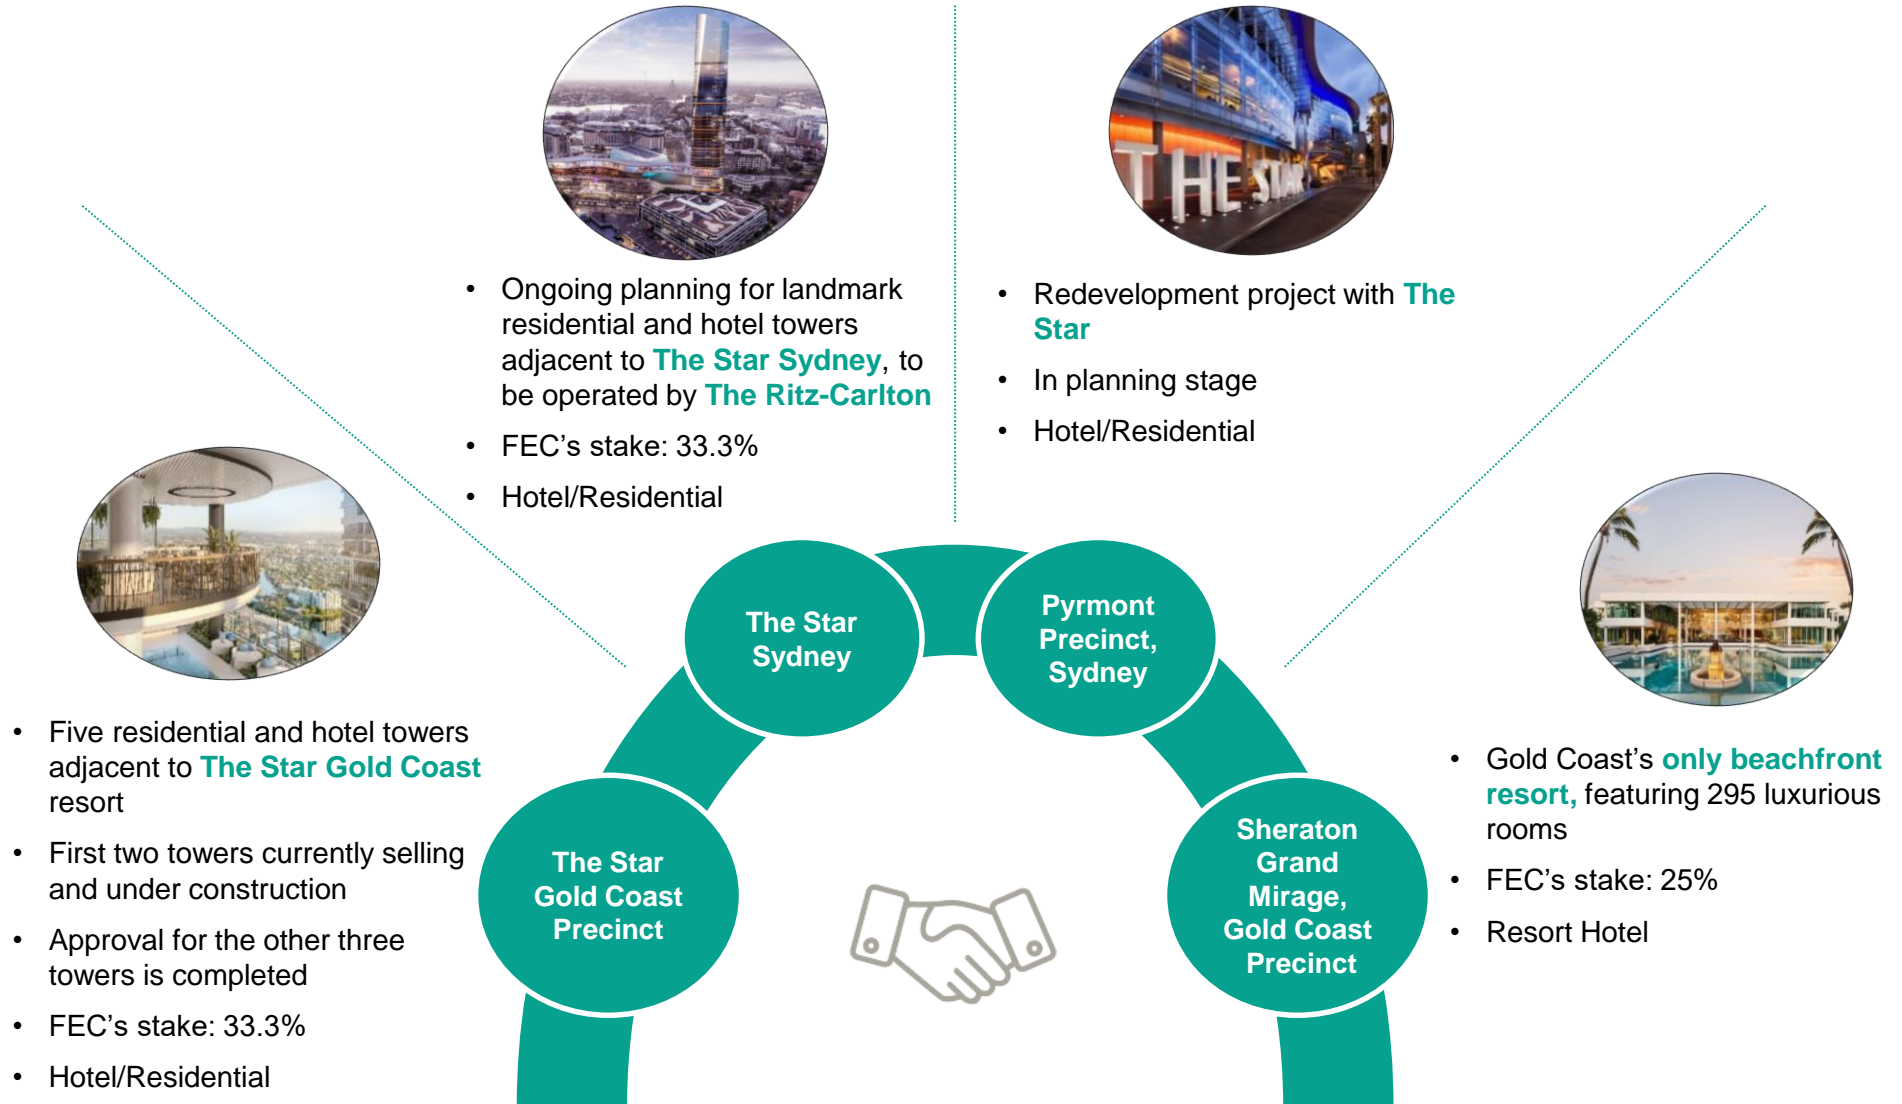 THE STAR
• Ongoing planning for landmark
residential and hotel towers
adjacent to The Star Sydney, to
be operated by The Ritz-Carlton
• FEC’s stake: 33.3%
• Hotel/Residential
• Redevelopment project with The
Star
• In planning stage
• Hotel/Residential
• Five residential and hotel towers
adjacent to The Star Gold Coast
resort
• First two towers currently selling
and under construction
• Approval for the other three
towers is completed
• FEC’s stake: 33.3%
• Hotel/Residential
The Star
Gold Coast
Precinct
The Star
Sydney
Pyrmont
Precinct,
Sydney
Sheraton
Grand
Mirage,
Gold Coast
Precinct
• Gold Coast’s only beachfront
resort, featuring 295 luxurious
rooms
• FEC’s stake: 25%
• Resort Hotel